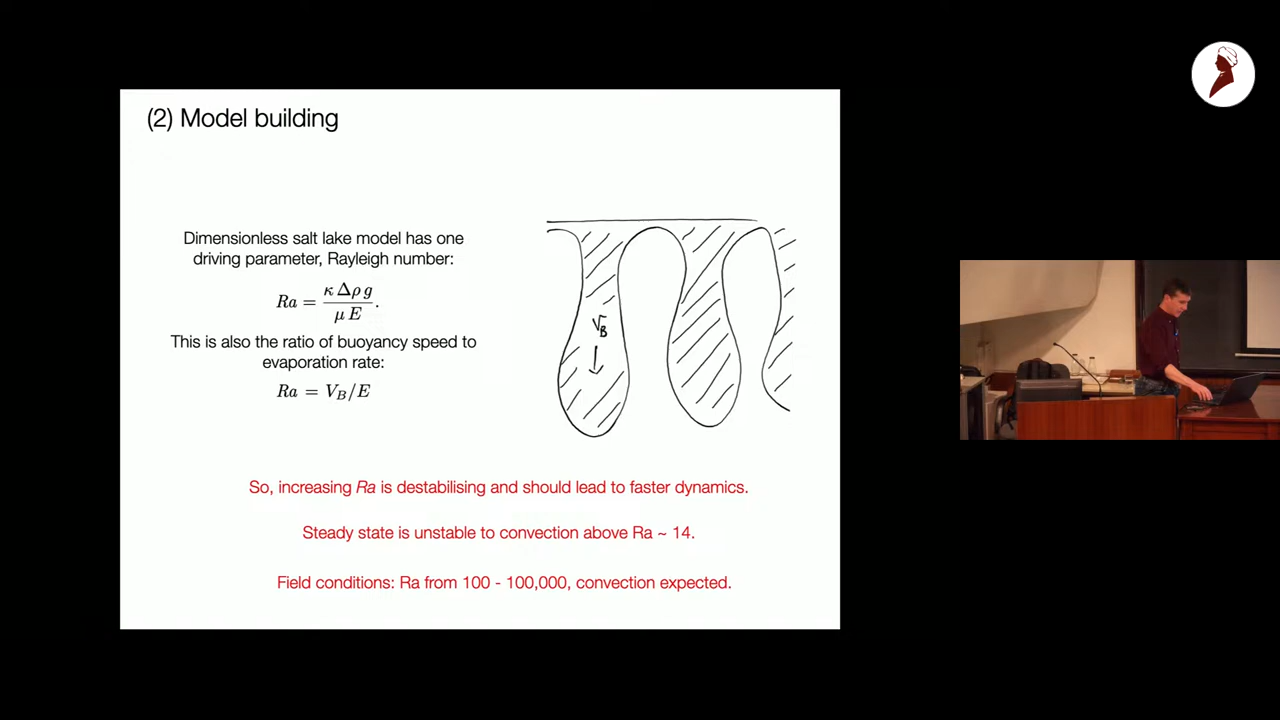 (2) Model building
Dimensionless salt lake model has one
driving parameter, Rayleigh number:
Ra = κ Δρ g / μ E .
This is also the ratio of buoyancy speed to
evaporation rate:
Ra = V_B/E
V_B
So, increasing Ra is destabilising and should lead to faster dynamics.
Steady state is unstable to convection above Ra ~ 14.
Field conditions: Ra from 100 - 100,000, convection expected.